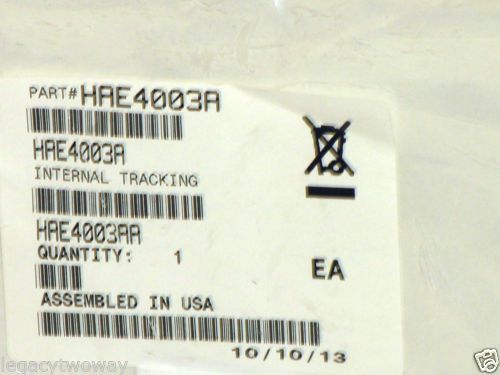 PART# HAE4003A
HAE4003A
INTERNAL TRACKING
HAE4003AA
QUANTITY: 1
EA
ASSEMBLED IN USA
10/10/13
legacytwoway